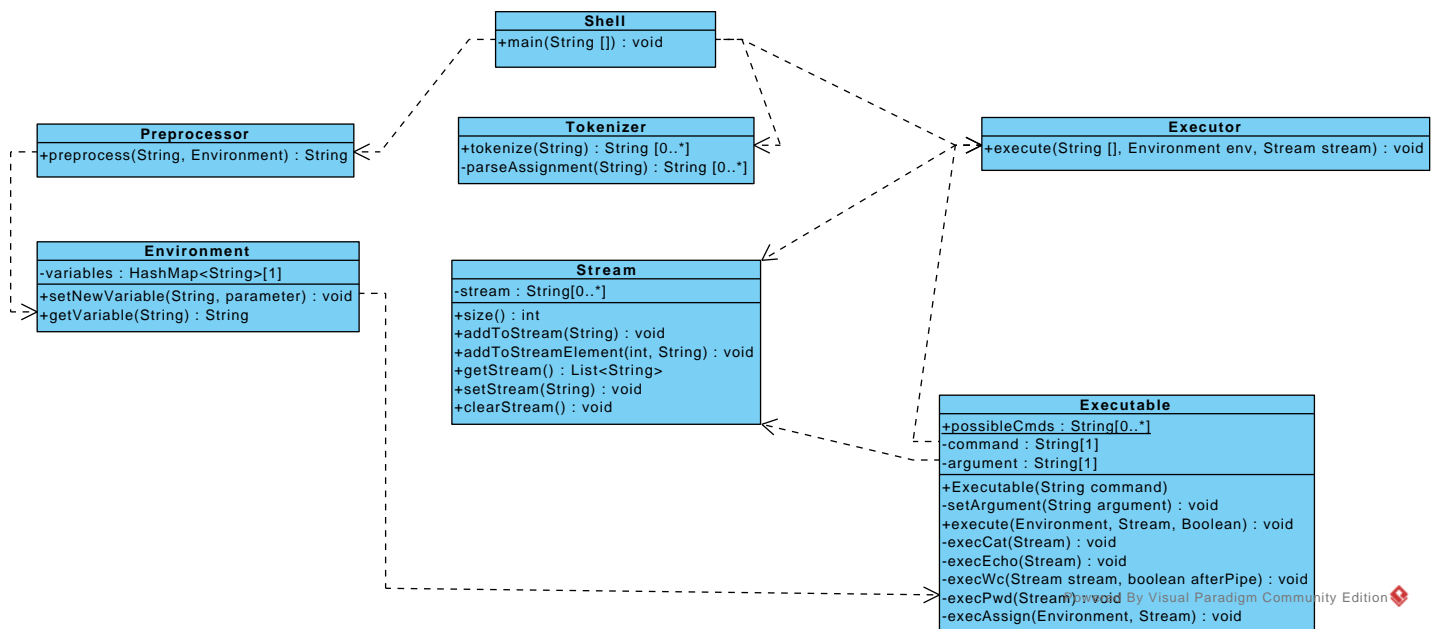 Shell
+main(String []) : void
Preprocessor
+preprocess(String, Environment) : String
Tokenizer
+tokenize(String) : String [0..*]
-parseAssignment(String) : String [0..*]
Executor
+execute(String [], Environment env, Stream stream) : void
Environment
-variables : HashMap<String>[1]
+setNewVariable(String, parameter) : void
+getVariable(String) : String
Stream
-stream : String[0..*]
+size() : int
+addToStream(String) : void
+addToStreamElement(int, String) : void
+getStream() : List<String>
+setStream(String) : void
+clearStream() : void
Executable
+possibleCmds : String[0..*]
-command : String[1]
-argument : String[1]
+Executable(String command)
-setArgument(String argument) : void
+execute(Environment, Stream, Boolean) : void
-execCat(Stream) : void
-execEcho(Stream) : void
-execWc(Stream stream, boolean afterPipe) : void
-execPwd(Stream) : void
Powered By Visual Paradigm Community Edition
-execAssign(Environment, Stream) : void